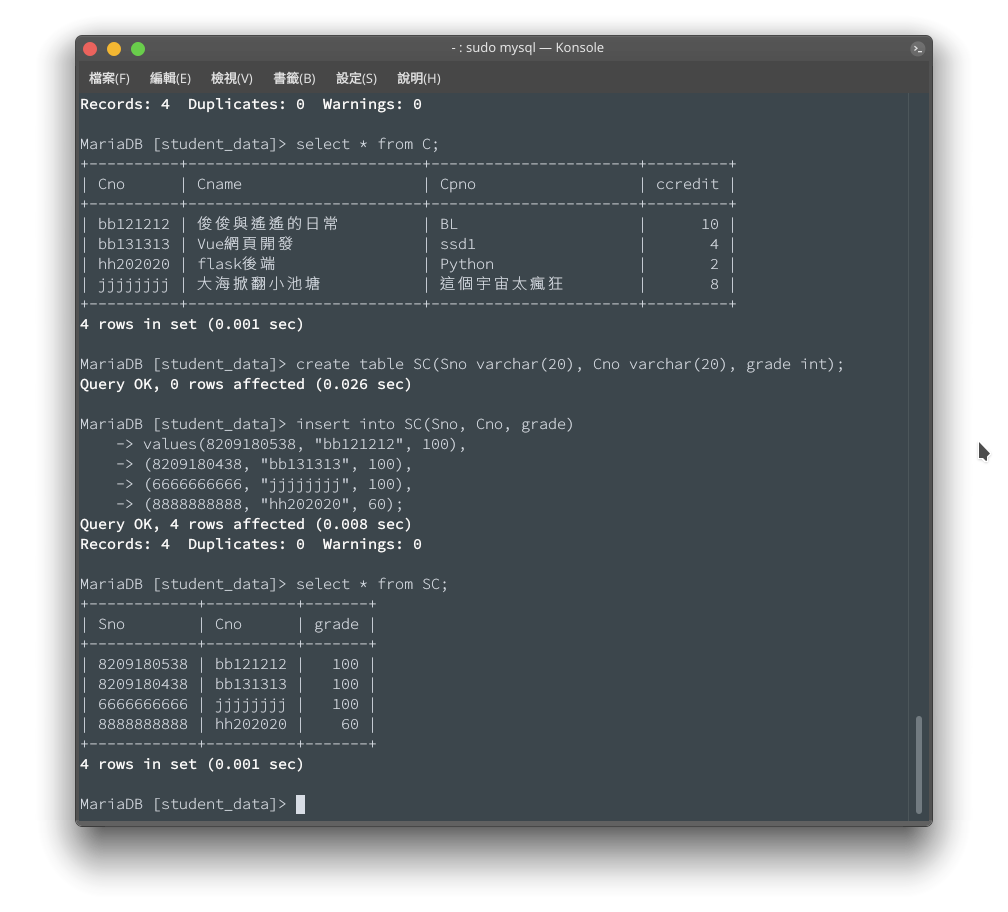 - : sudo mysql — Konsole
檔案(F) 編輯(E) 檢視(V) 書籤(B) 設定(S) 說明(H)
Records: 4  Duplicates: 0  Warnings: 0
MariaDB [student_data]> select * from C;
+----------+--------------------------+-----------------------+---------+
| Cno      | Cname                    | Cpno                  | ccredit |
+----------+--------------------------+-----------------------+---------+
| bb121212 | 俊俊與遙遙的日常 | BL                    |      10 |
| bb131313 | Vue網頁開發 | ssd1                  |       4 |
| hh202020 | flask後端 | Python                |       2 |
| jjjjjjjj | 大海掀翻小池塘 | 這個宇宙太瘋狂 |       8 |
+----------+--------------------------+-----------------------+---------+
4 rows in set (0.001 sec)
MariaDB [student_data]> create table SC(Sno varchar(20), Cno varchar(20), grade int);
Query OK, 0 rows affected (0.026 sec)
MariaDB [student_data]> insert into SC(Sno, Cno, grade)
    -> values(8209180538, "bb121212", 100),
    -> (8209180438, "bb131313", 100),
    -> (6666666666, "jjjjjjjj", 100),
    -> (8888888888, "hh202020", 60);
Query OK, 4 rows affected (0.008 sec)
Records: 4  Duplicates: 0  Warnings: 0
MariaDB [student_data]> select * from SC;
+------------+----------+-------+
| Sno        | Cno      | grade |
+------------+----------+-------+
| 8209180538 | bb121212 |   100 |
| 8209180438 | bb131313 |   100 |
| 6666666666 | jjjjjjjj |   100 |
| 8888888888 | hh202020 |    60 |
+------------+----------+-------+
4 rows in set (0.001 sec)
MariaDB [student_data]>